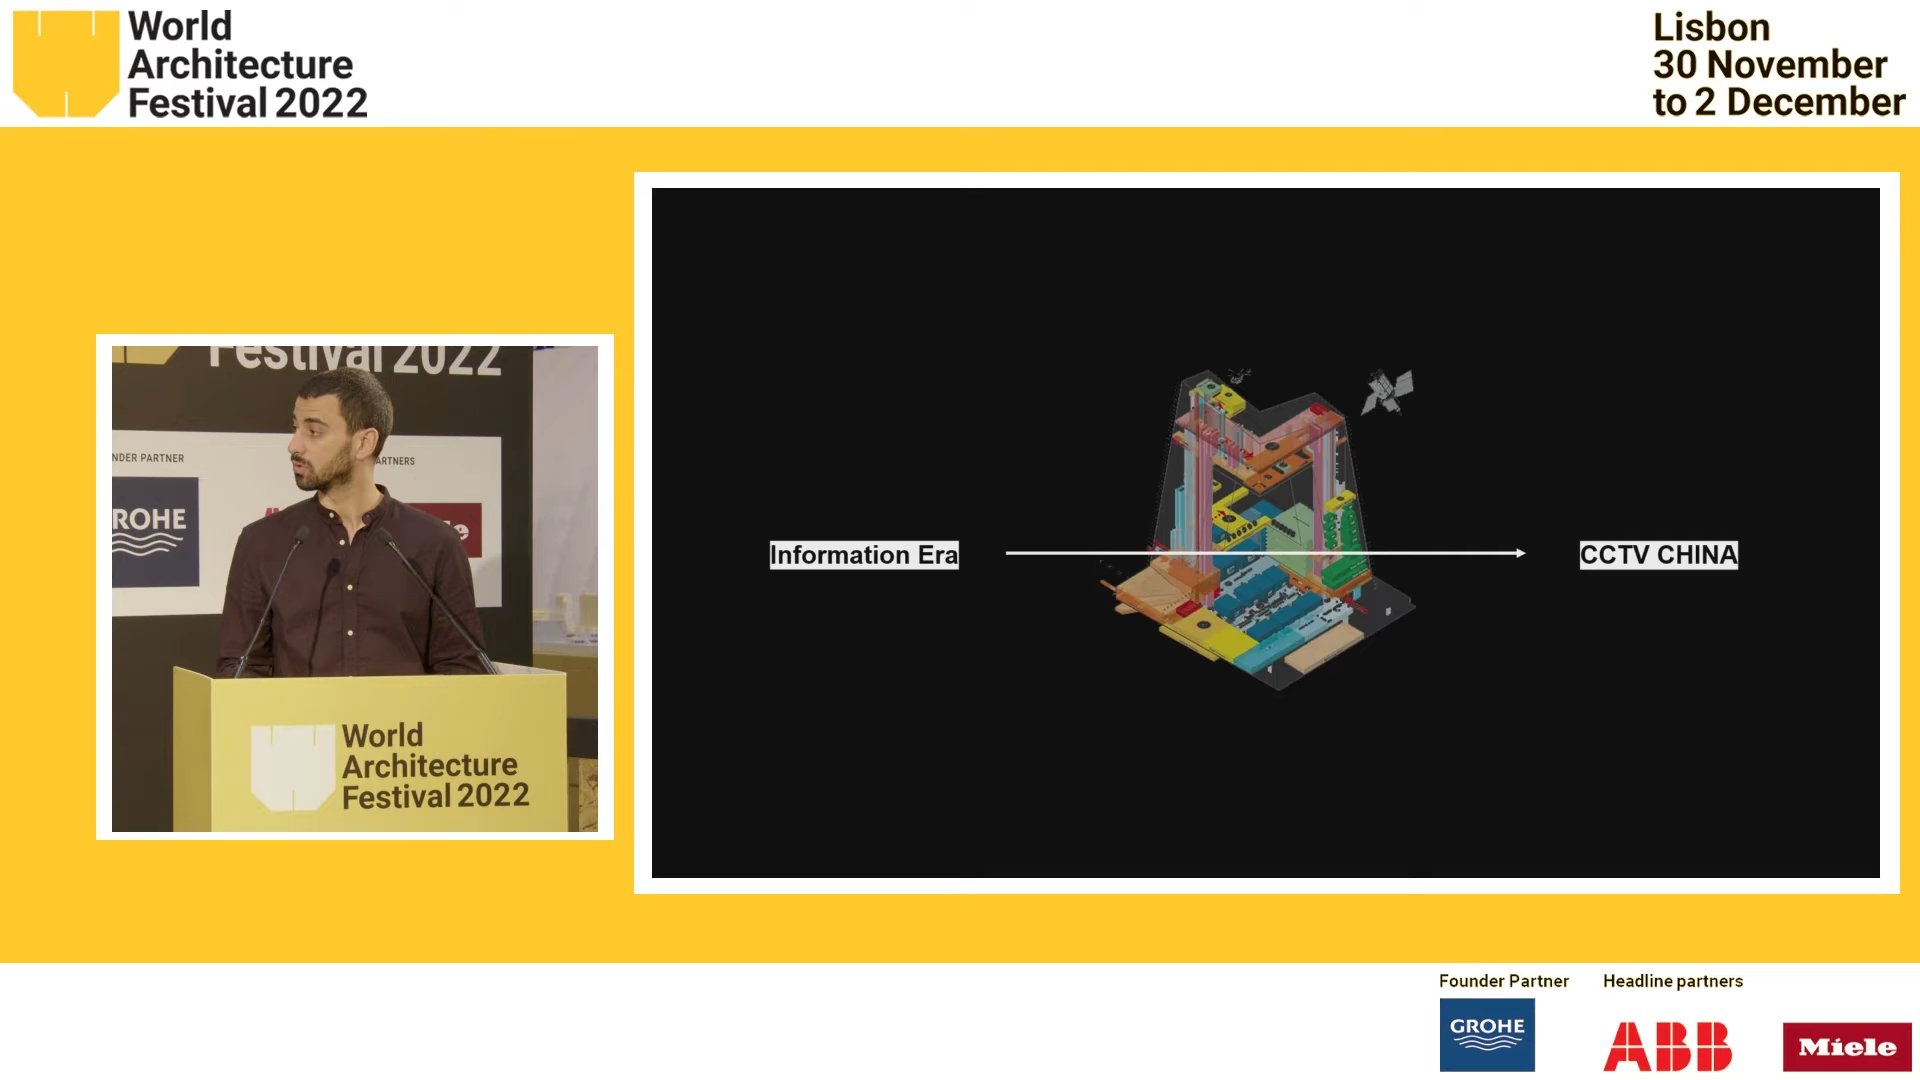 World
Architecture
Festival 2022
Lisbon
30 November
to 2 December
Festival 2022
NDER PARTNER
ARTNERS
ROHE
e
World
Architecture
Festival 2022
Information Era
CCTV CHINA
Founder Partner
Headline partners
GROHE
ABB
Miele